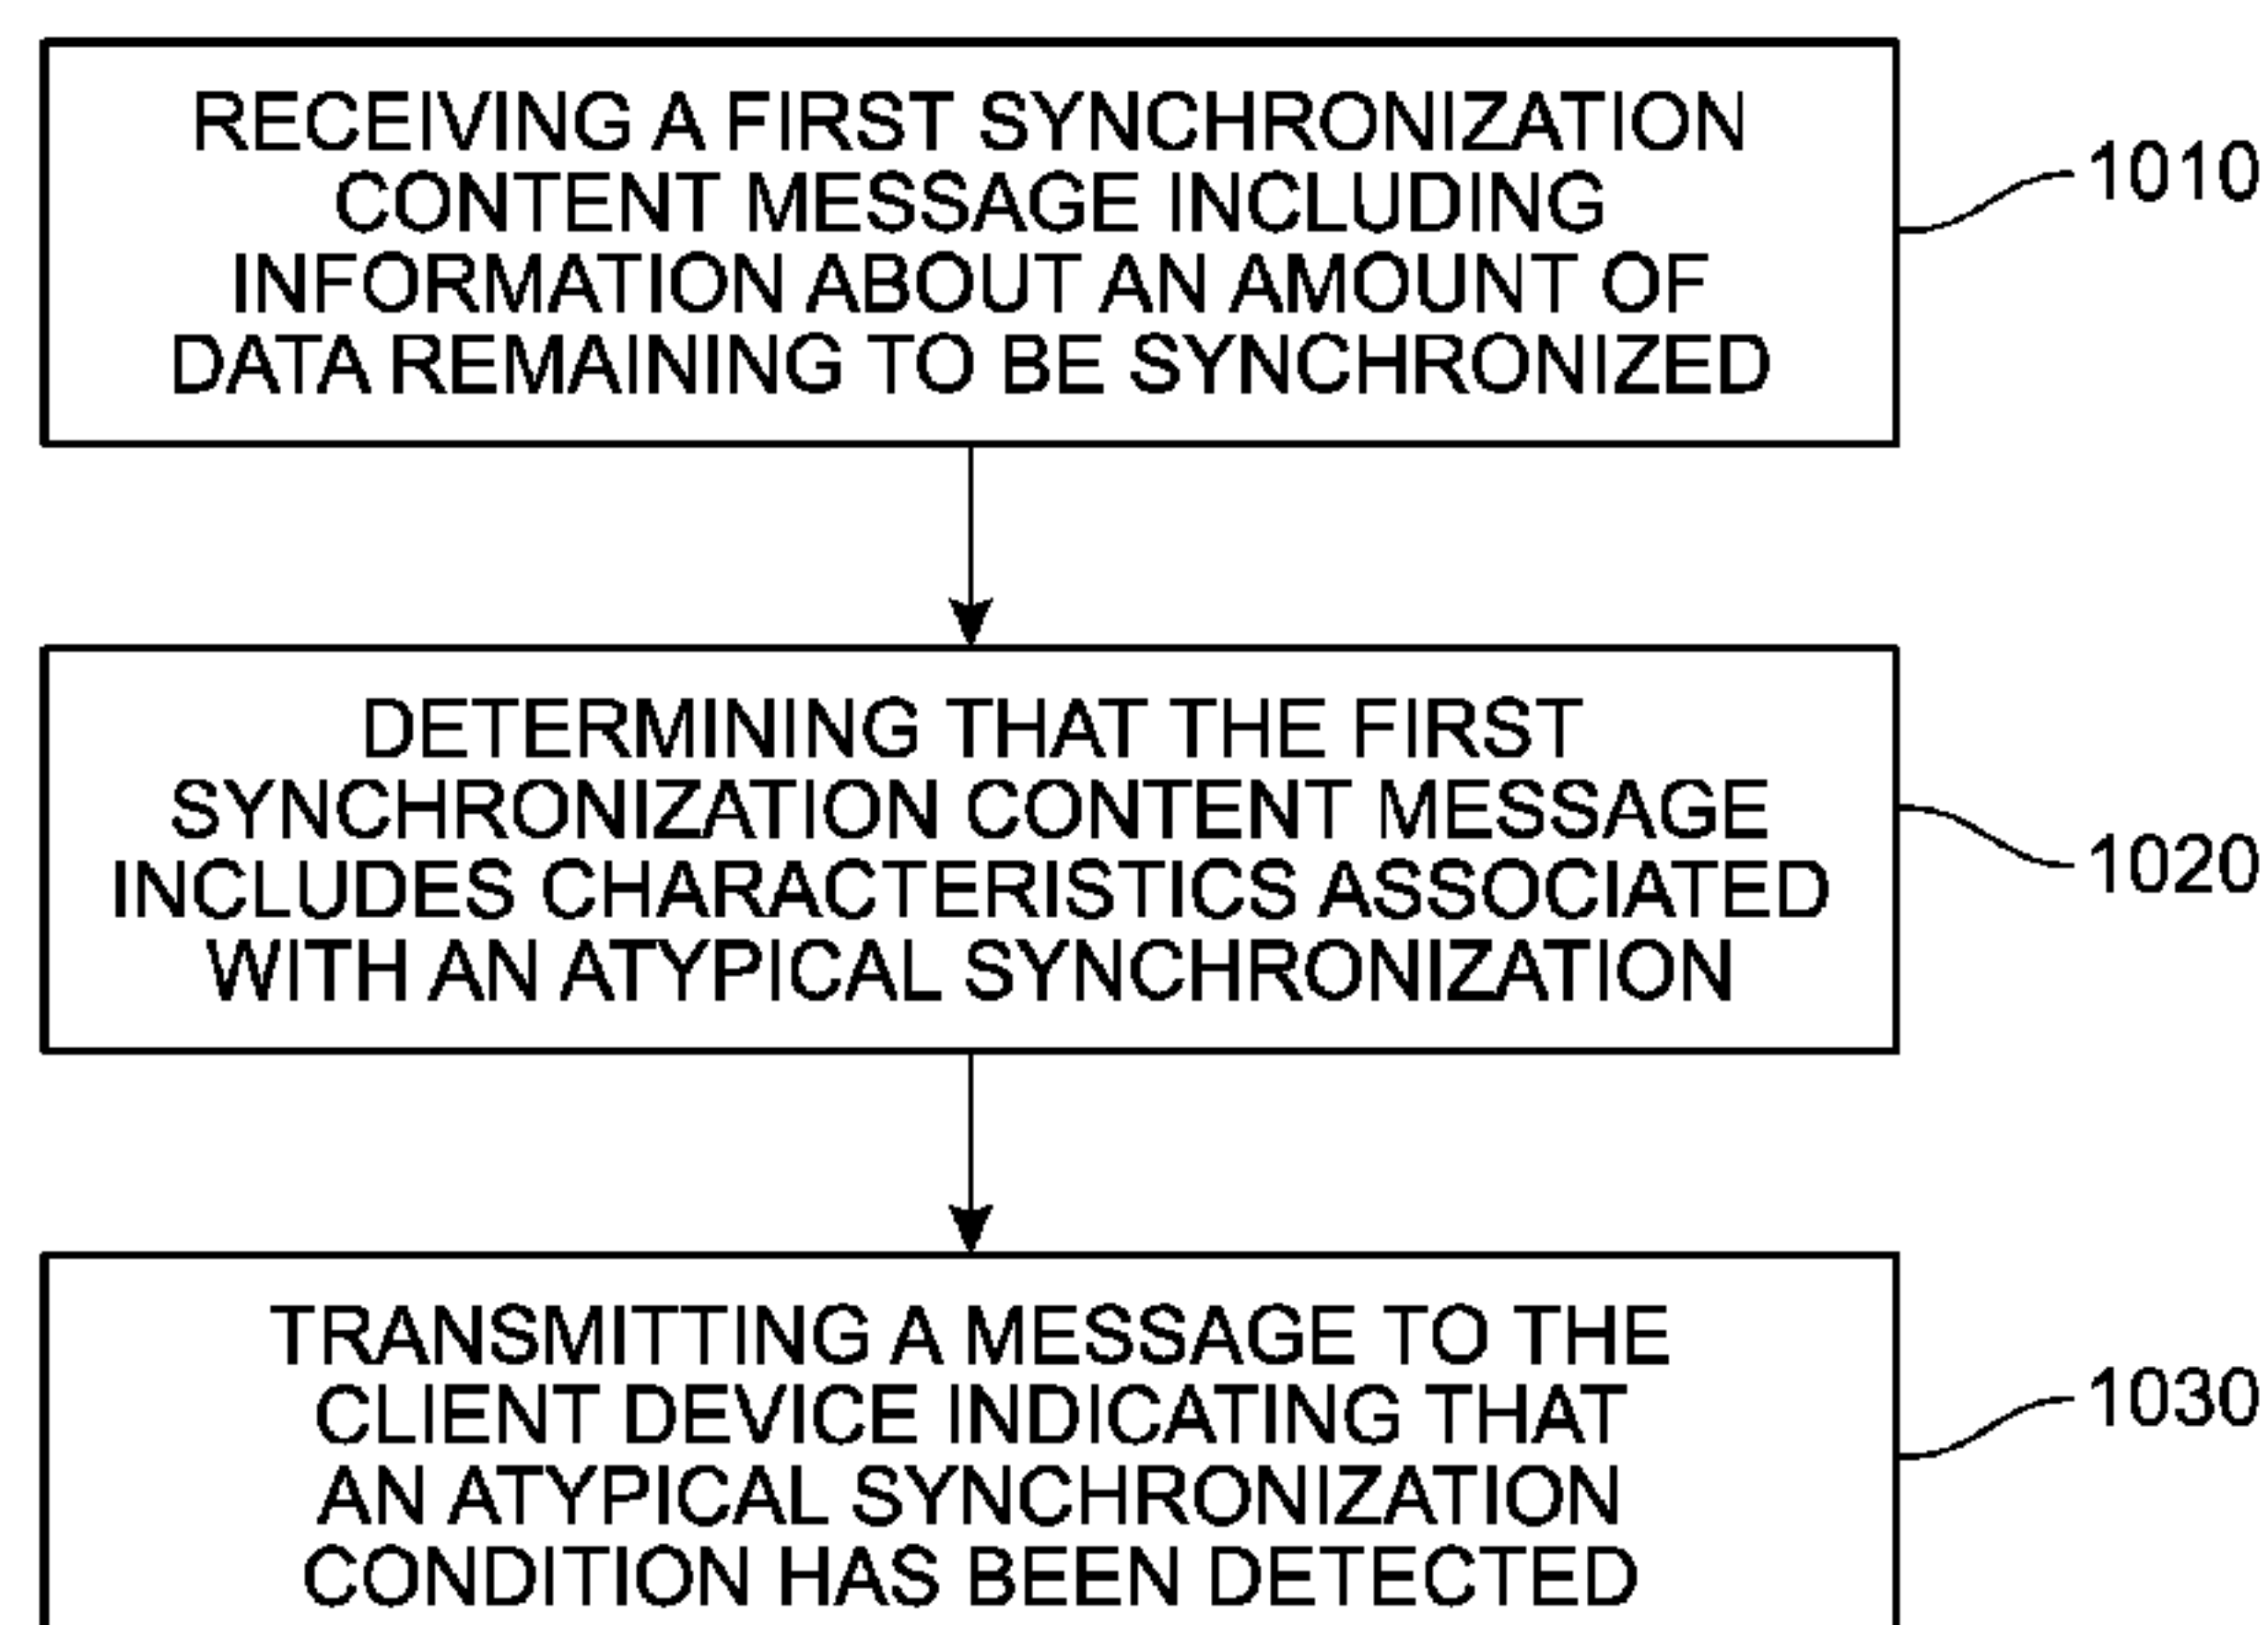 RECEIVING A FIRST SYNCHRONIZATION
CONTENT MESSAGE INCLUDING
INFORMATION ABOUT AN AMOUNT OF
DATA REMAINING TO BE SYNCHRONIZED
1010
DETERMINING THAT THE FIRST
SYNCHRONIZATION CONTENT MESSAGE
INCLUDES CHARACTERISTICS ASSOCIATED
WITH AN ATYPICAL SYNCHRONIZATION
1020
TRANSMITTING A MESSAGE TO THE
CLIENT DEVICE INDICATING THAT
AN ATYPICAL SYNCHRONIZATION
CONDITION HAS BEEN DETECTED
1030